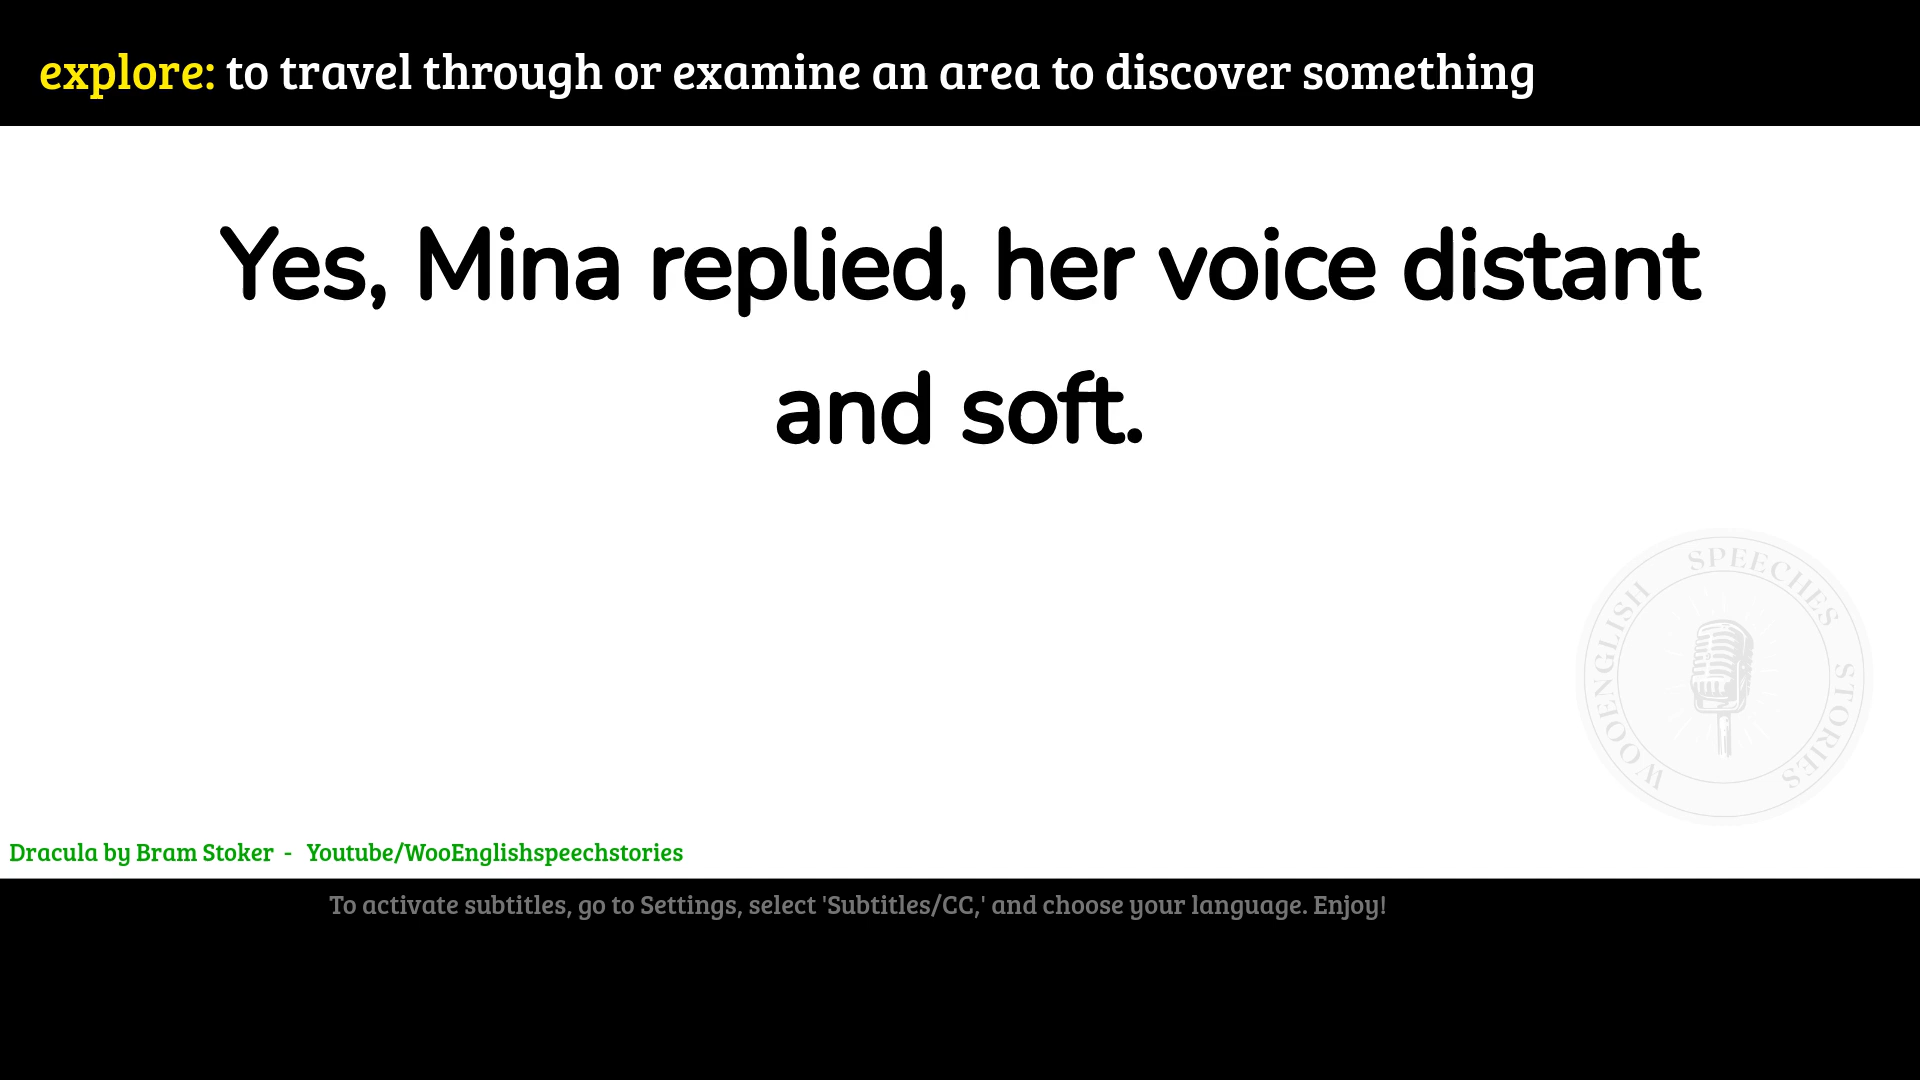 explore: to travel through or examine an area to discover something
Yes, Mina replied, her voice distant
and soft.
WOOENGLISH SPEECHES STORIES
Dracula by Bram Stoker - Youtube/WooEnglishspeechstories
To activate subtitles, go to Settings, select 'Subtitles/CC,' and choose your language. Enjoy!